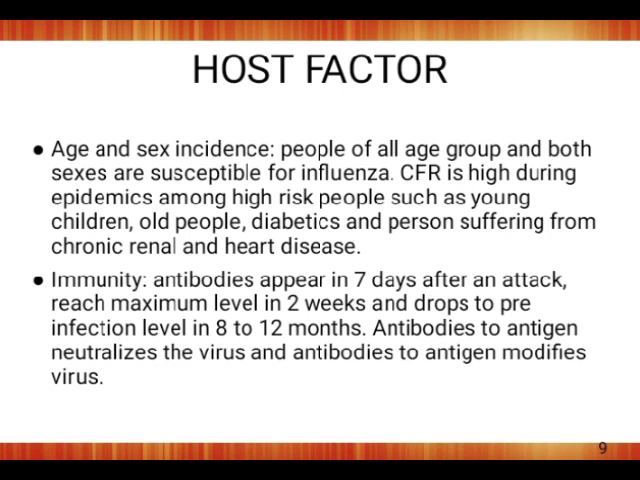 HOST FACTOR
● Age and sex incidence: people of all age group and both
sexes are susceptible for influenza. CFR is high during
epidemics among high risk people such as young
children, old people, diabetics and person suffering from
chronic renal and heart disease.
● Immunity: antibodies appear in 7 days after an attack,
reach maximum level in 2 weeks and drops to pre
infection level in 8 to 12 months. Antibodies to antigen
neutralizes the virus and antibodies to antigen modifies
virus.
9